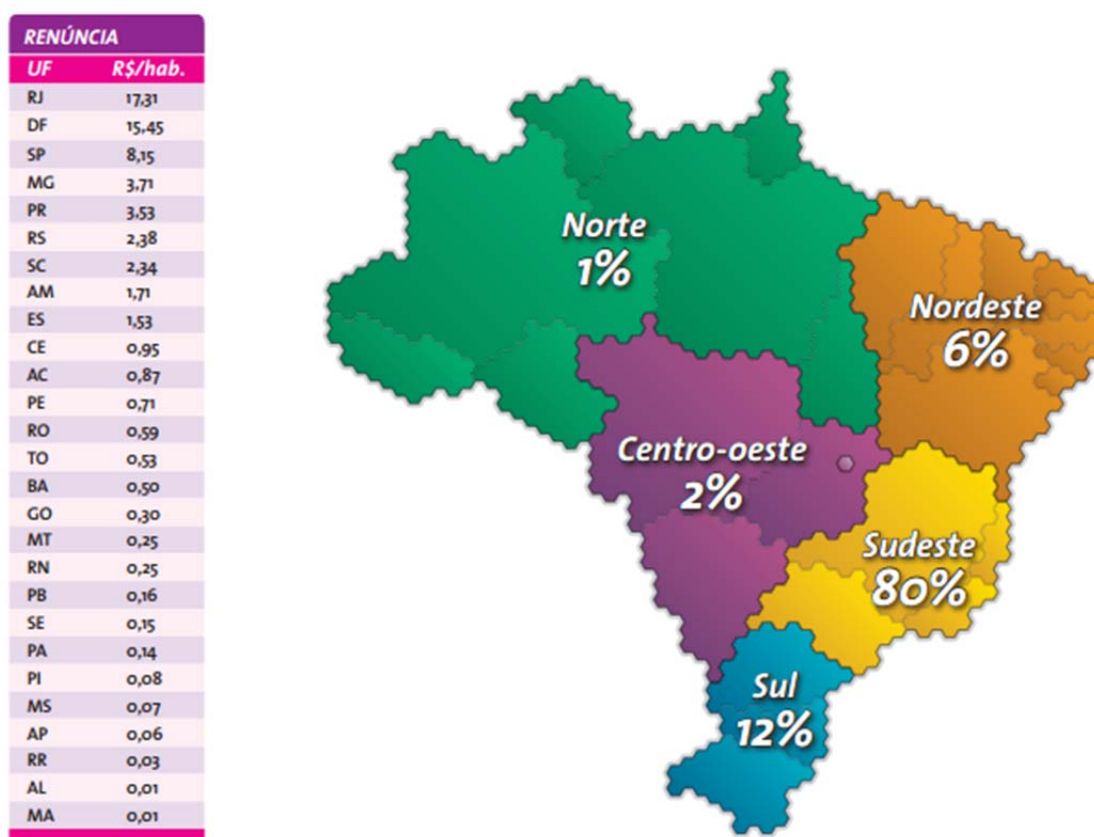 RENÚNCIA
UF R$/hab.
RJ 17,31
DF 15,45
SP 8,15
MG 3,71
PR 3,53
RS 2,38
SC 2,34
AM 1,71
ES 1,53
CE 0,95
AC 0,87
PE 0,71
RO 0,59
TO 0,53
BA 0,50
GO 0,30
MT 0,25
RN 0,25
PB 0,16
SE 0,15
PA 0,14
PI 0,08
MS 0,07
AP 0,06
RR 0,03
AL 0,01
MA 0,01
Norte
1%
Nordeste
6%
Centro-oeste
2%
Sudeste
80%
Sul
12%